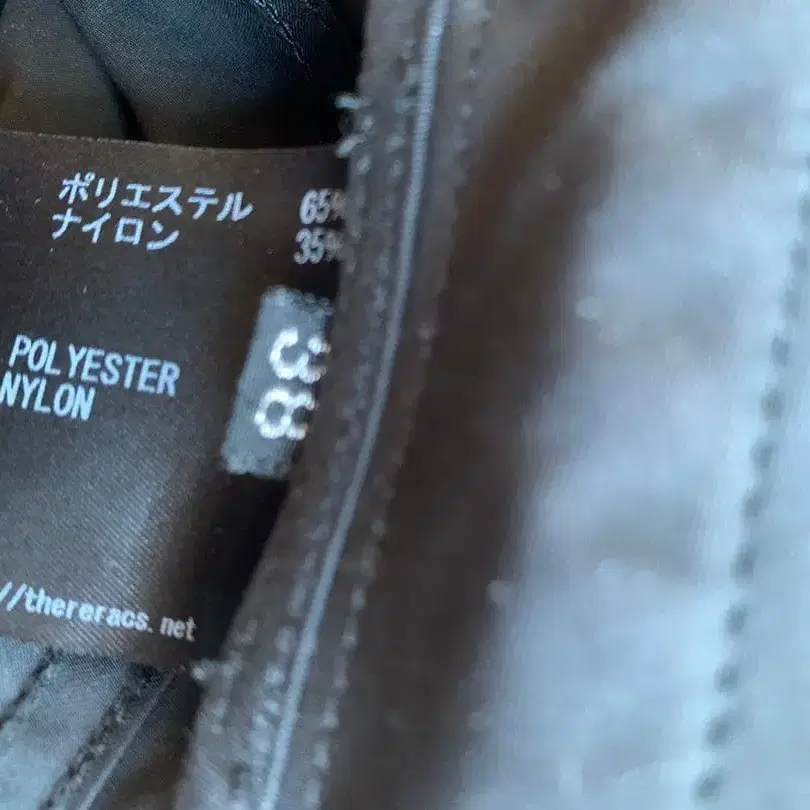 ポリエステル 65%
ナイロン 35%
POLYESTER
NYLON
38
//thereracs.net